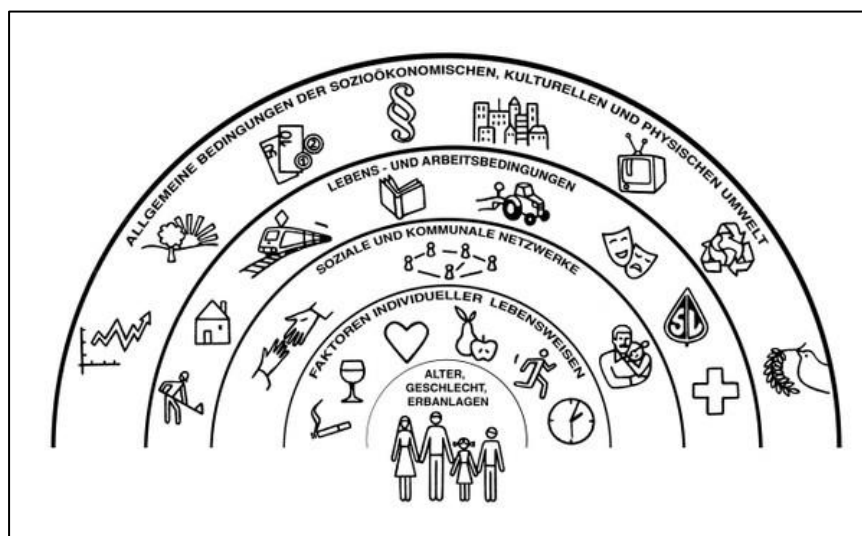 ALLGEMEINE BEDINGUNGEN DER SOZIOÖKONOMISCHEN, KULTURELLEN UND PHYSISCHEN UMWELT
LEBENS - UND ARBEITSBEDINGUNGEN
SOZIALE UND KOMMUNALE NETZWERKE
FAKTOREN INDIVIDUELLER LEBENSWEISEN
ALTER,
GESCHLECHT,
ERBANLAGEN